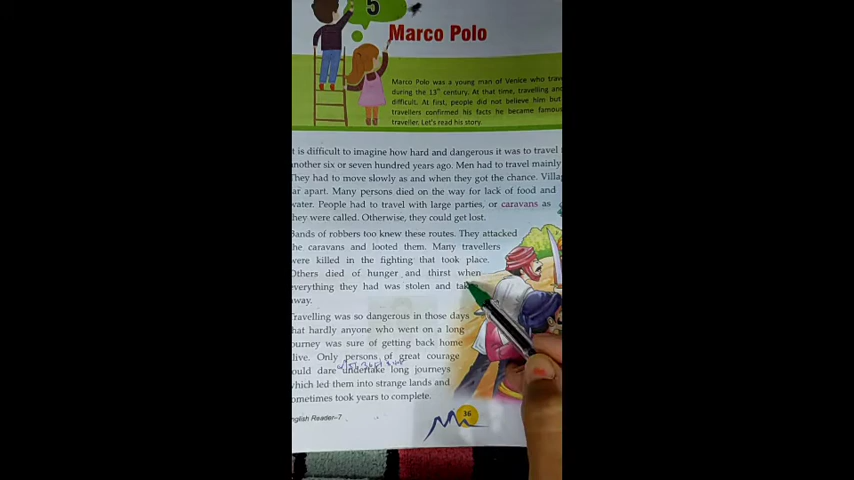 5
Marco Polo
Marco Polo was a young man of Venice who trav
during the 13th century. At that time, travelling an
difficult. At first, people did not believe him but
travellers confirmed his facts he became famou
traveller. Let's read his story.
t is difficult to imagine how hard and dangerous it was to travel
another six or seven hundred years ago. Men had to travel mainly
They had to move slowly as and when they got the chance. Villa
ar apart. Many persons died on the way for lack of food and
water. People had to travel with large parties, or caravans as
they were called. Otherwise, they could get lost.
Bands of robbers too knew these routes. They attacked
he caravans and looted them. Many travellers
were killed in the fighting that took place.
Others died of hunger and thirst when
everything they had was stolen and take
away.
Travelling was so dangerous in those days
that hardly anyone who went on a long
ourney was sure of getting back home
live. Only persons of great courage
ould dare undertake long journeys
which led them into strange lands and
ometimes took years to complete.
nglish Reader-7
36